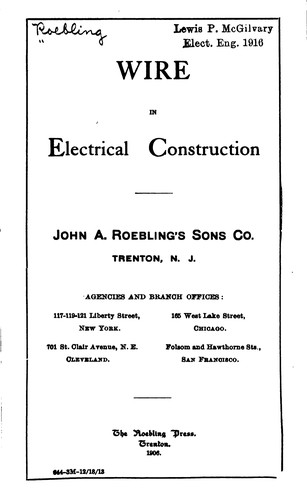 Roebling
"
Lewis P. McGilvary
Elect. Eng. 1916
WIRE
IN
Electrical Construction
JOHN A. ROEBLING'S SONS CO.
TRENTON, N. J.
AGENCIES AND BRANCH OFFICES:
117-119-121 Liberty Street,
NEW YORK.
165 West Lake Street,
CHICAGO.
701 St. Clair Avenue, N. E.
CLEVELAND.
Folsom and Hawthorne Sts.,
SAN FRANCISCO.
The Roebling Press.
Trenton.
1906.
644-3M-12/18/13